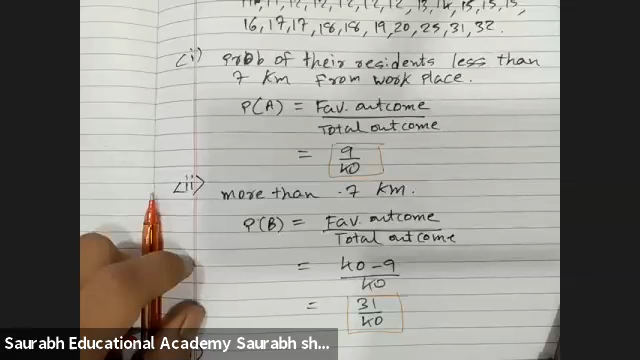 16, 17, 17, 18, 18, 19, 20, 25, 31, 32.
(i) prob of their residents less than
7 Km from work place.
P(A) = Fav. outcome
Total outcome
= 9
40
(ii) more than 7 Km.
P(B) = Fav. outcome
Total outcome
= 40 - 9
40
= 31
40
Saurabh Educational Academy Saurabh sh...